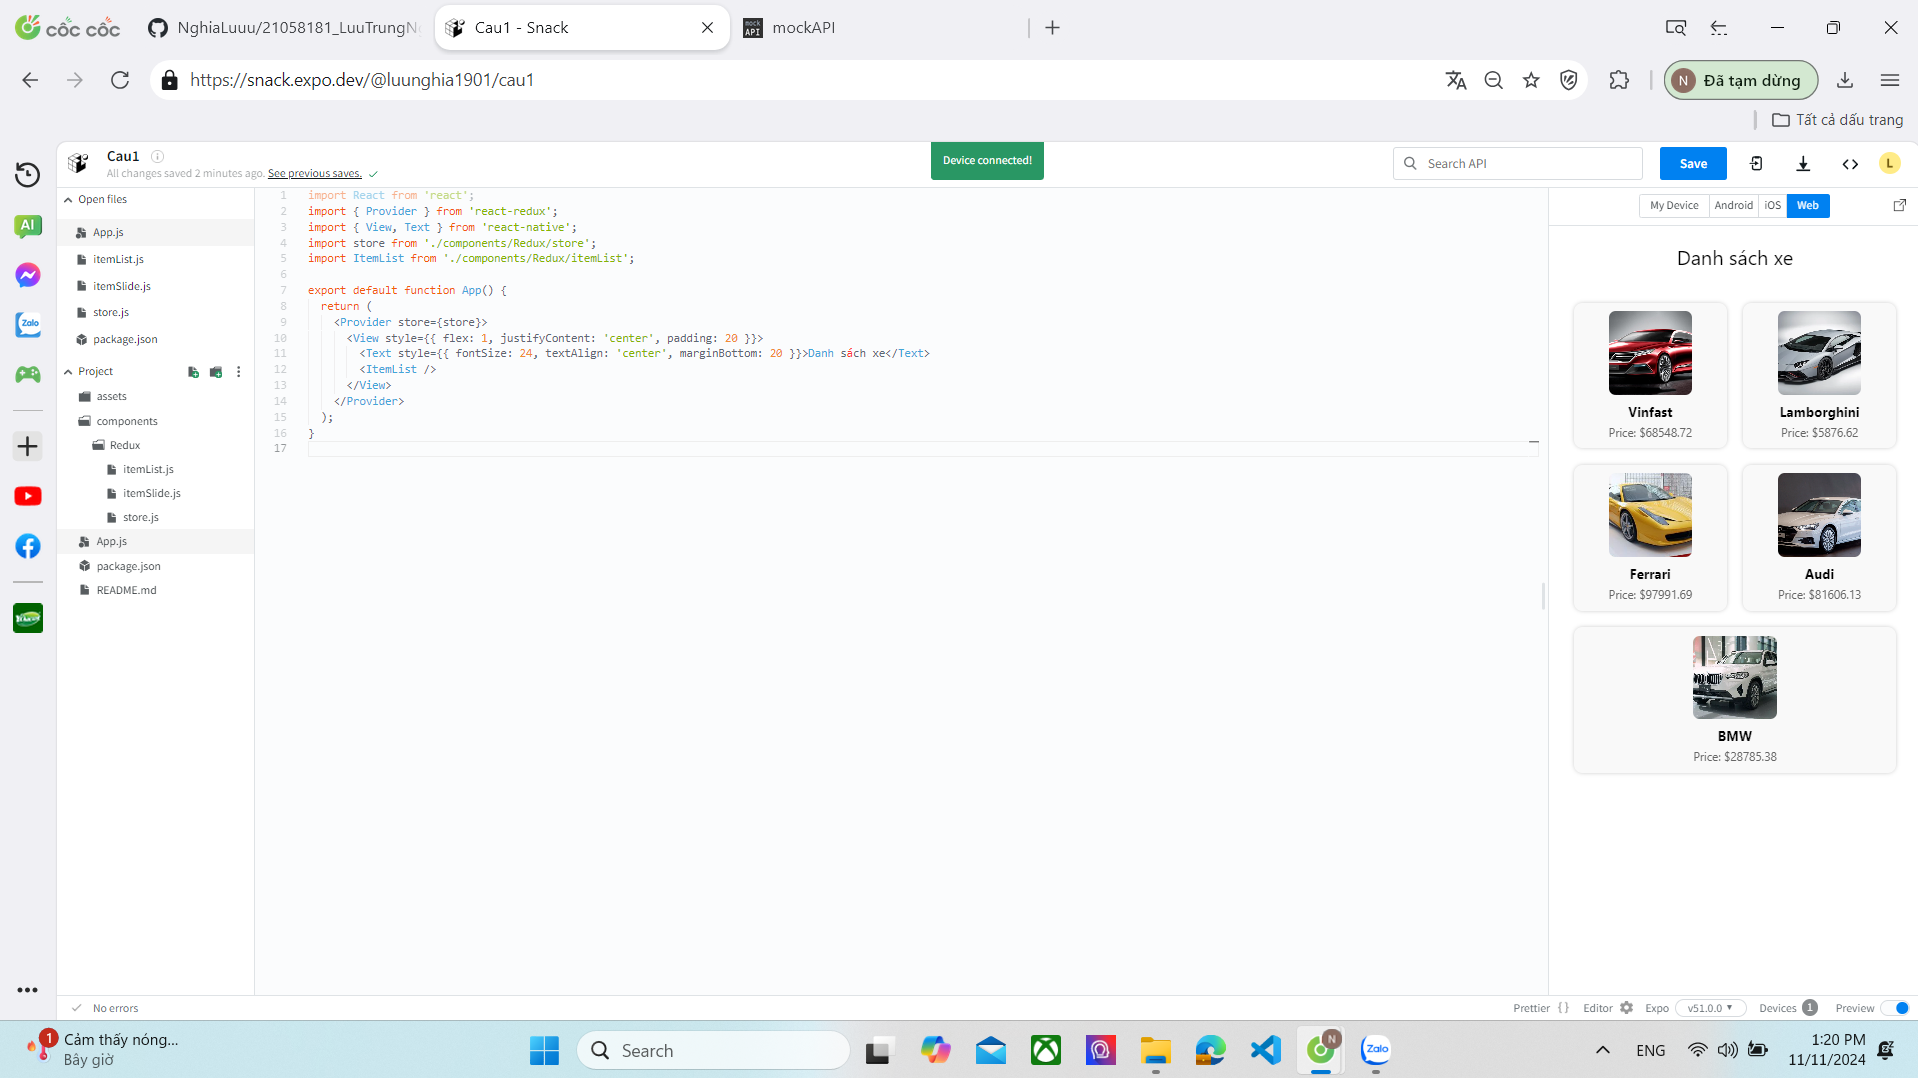 cốc cốc
NghiaLuuu/21058181_LuuTrungNg
Cau1 - Snack
mockAPI
https://snack.expo.dev/@luunghia1901/cau1
N
Đã tạm dừng
Tất cả dấu trang
Cau1
All changes saved 2 minutes ago. See previous saves.
Device connected!
Search API
Save
L
Open files
App.js
itemList.js
itemSlide.js
store.js
package.json
Project
assets
components
Redux
itemList.js
itemSlide.js
store.js
App.js
package.json
README.md
1 import React from 'react';
2 import { Provider } from 'react-redux';
3 import { View, Text } from 'react-native';
4 import store from './components/Redux/store';
5 import ItemList from './components/Redux/itemList';
6
7 export default function App() {
8 return (
9 <Provider store={store}>
10 <View style={{ flex: 1, justifyContent: 'center', padding: 20 }}>
11 <Text style={{ fontSize: 24, textAlign: 'center', marginBottom: 20 }}>Danh sách xe</Text>
12 <ItemList />
13 </View>
14 </Provider>
15 );
16 }
17
My Device Android iOS Web
Danh sách xe
Vinfast
Price: $68548.72
Lamborghini
Price: $5876.62
Ferrari
Price: $97991.69
Audi
Price: $81606.13
BMW
Price: $28785.38
AI
Zalo
No errors
Prettier { } Editor Expo v51.0.0 Devices 1 Preview
1
Cảm thấy nóng...
Bây giờ
Search
N
Zalo
ENG
1:20 PM
11/11/2024